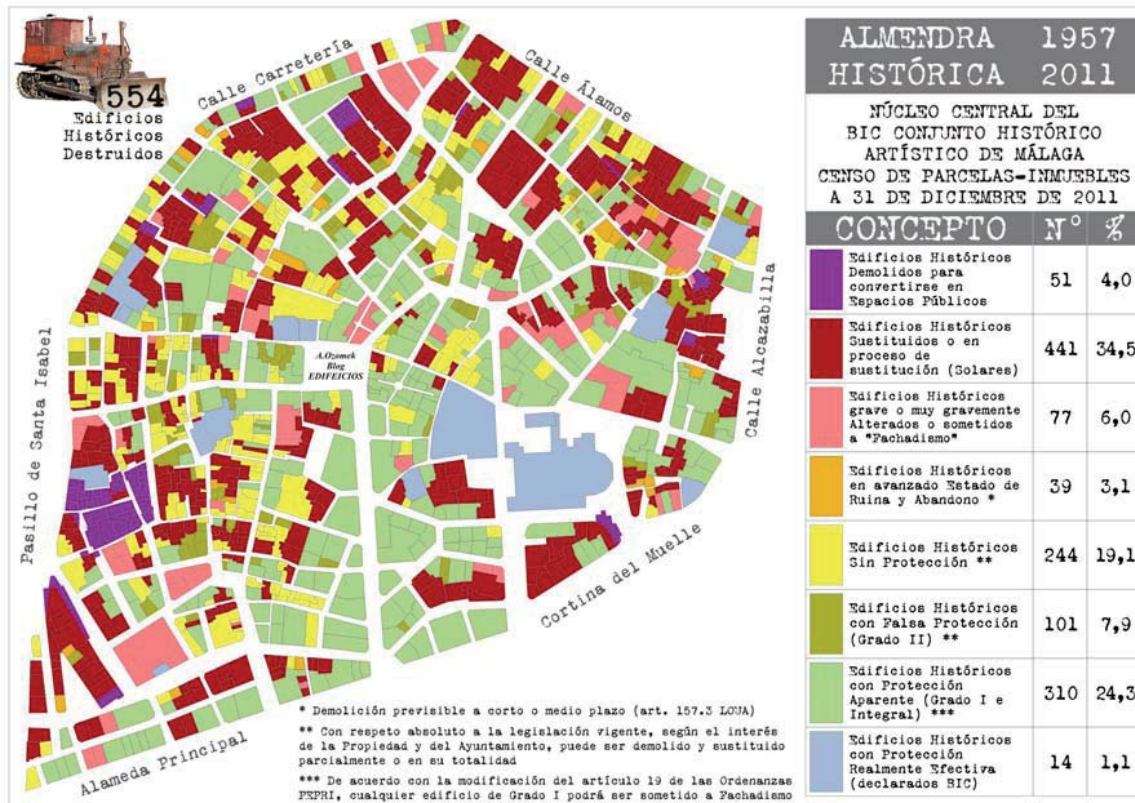 554
Edificios
Históricos
Destruidos
Calle Carretería
Calle Álamos
Calle Alcazabilla
Pasillo de Santa Isabel
Cortina del Muelle
Alameda Principal
A.Ozomek
Blog
EDIFEICIOS
* Demolición previsible a corto o medio plazo (art. 157.3 LOUA)
** Con respeto absoluto a la legislación vigente, según el interés
de la Propiedad y del Ayuntamiento, puede ser demolido y sustituido
parcialmente o en su totalidad
*** De acuerdo con la modificación del artículo 19 de las Ordenanzas
PEPRI, cualquier edificio de Grado I podrá ser sometido a Fachadismo
ALMENDRA 1957
HISTÓRICA 2011
NÚCLEO CENTRAL DEL
BIC CONJUNTO HISTÓRICO
ARTÍSTICO DE MÁLAGA
CENSO DE PARCELAS-INMUEBLES
A 31 DE DICIEMBRE DE 2011
CONCEPTO Nº %
Edificios Históricos
Demolidos para
convertirse en
Espacios Públicos
51 4,0
Edificios Históricos
Sustituidos o en
proceso de
sustitución (Solares)
441 34,5
Edificios Históricos
grave o muy gravemente
Alterados o sometidos
a "Fachadismo"
77 6,0
Edificios Históricos
en avanzado Estado de
Ruina y Abandono *
39 3,1
Edificios Históricos
Sin Protección **
244 19,1
Edificios Históricos
con Falsa Protección
(Grado II) **
101 7,9
Edificios Históricos
con Protección
Aparente (Grado I e
Integral) ***
310 24,3
Edificios Históricos
con Protección
Realmente Efectiva
(declarados BIC)
14 1,1